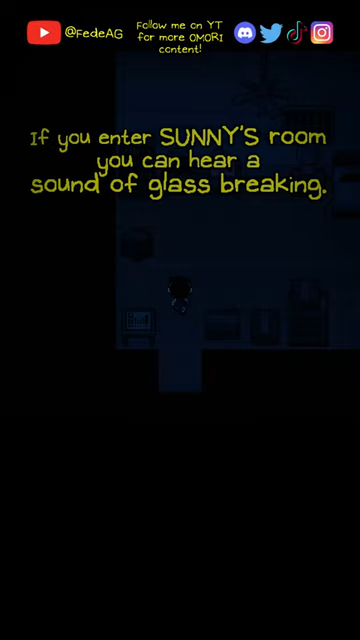 @FedeAG
Follow me on YT
for more OMORI
content!
If you enter SUNNY'S room
you can hear a
sound of glass breaking.